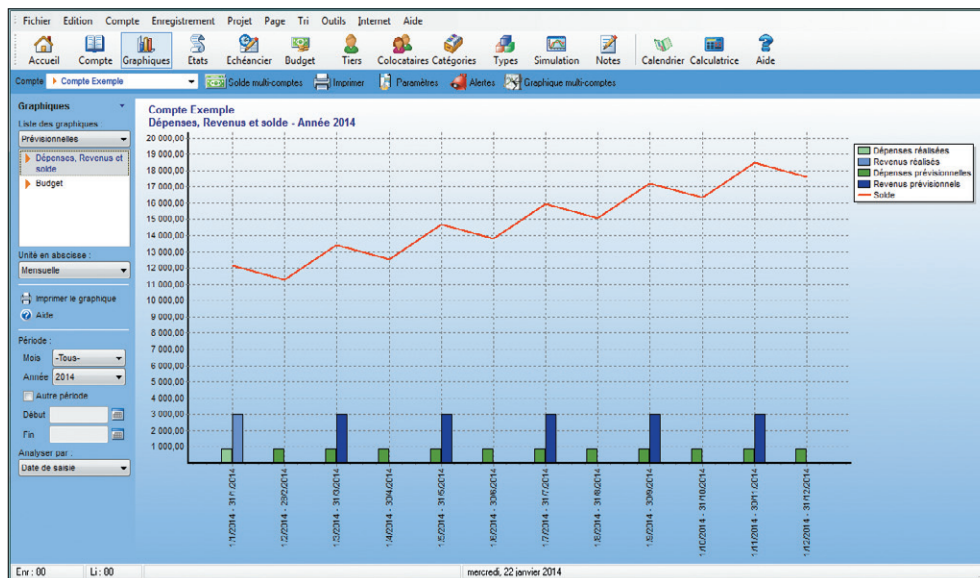 Fichier Edition Compte Enregistrement Projet Page Tri Outils Internet Aide
Accueil Compte Graphiques Etats Echéancier Budget Tiers Colocataires Catégories Types Simulation Notes Calendrier Calculatrice Aide
Compte Compte Exemple Solde multi-comptes Imprimer Paramètres Alertes Graphique multi-comptes
Graphiques
Liste des graphiques
Prévisionnelles
Dépenses, Revenus et
solde
Budget
Unité en abscisse :
Mensuelle
Imprimer le graphique
Aide
Période :
Mois -Tous-
Année 2014
Autre période
Début
Fin
Analyser par :
Date de saisie
Compte Exemple
Dépenses, Revenus et solde - Année 2014
20 000,00
19 000,00
18 000,00
17 000,00
16 000,00
15 000,00
14 000,00
13 000,00
12 000,00
11 000,00
10 000,00
9 000,00
8 000,00
7 000,00
6 000,00
5 000,00
4 000,00
3 000,00
2 000,00
1 000,00
1/1/2014 - 31/1/2014
1/2/2014 - 28/2/2014
1/3/2014 - 31/3/2014
1/4/2014 - 30/4/2014
1/5/2014 - 31/5/2014
1/6/2014 - 30/6/2014
1/7/2014 - 31/7/2014
1/8/2014 - 31/8/2014
1/9/2014 - 30/9/2014
1/10/2014 - 31/10/2014
1/11/2014 - 30/11/2014
1/12/2014 - 31/12/2014
Dépenses réalisées
Revenus réalisés
Dépenses prévisionnelles
Revenus prévisionnels
Solde
Enr : 00 Li : 00 mercredi, 22 janvier 2014